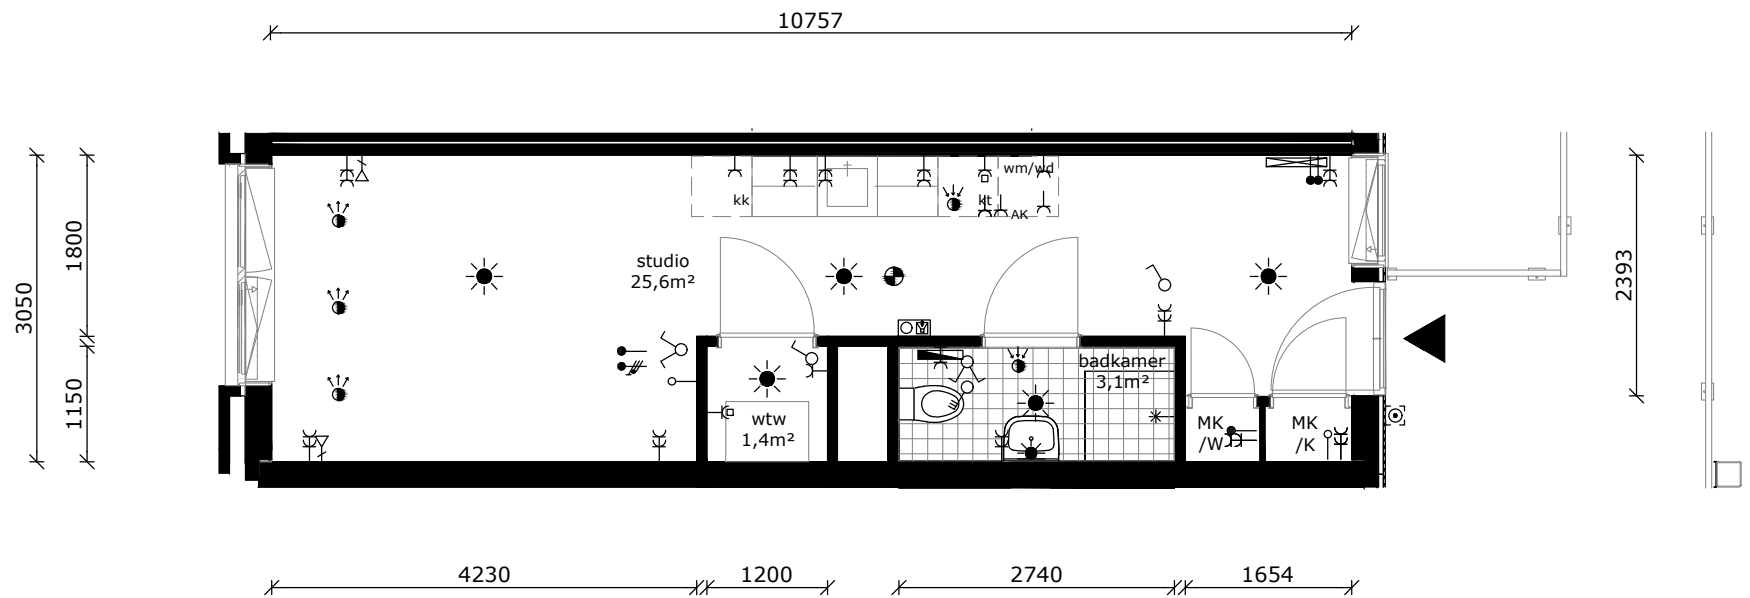 10757
3050
1800
1150
2393
kk
kt
wm/wd
AK
studio
25,6m²
badkamer
3,1m²
wtw
1,4m²
MK
/W
MK
/K
4230
1200
2740
1654